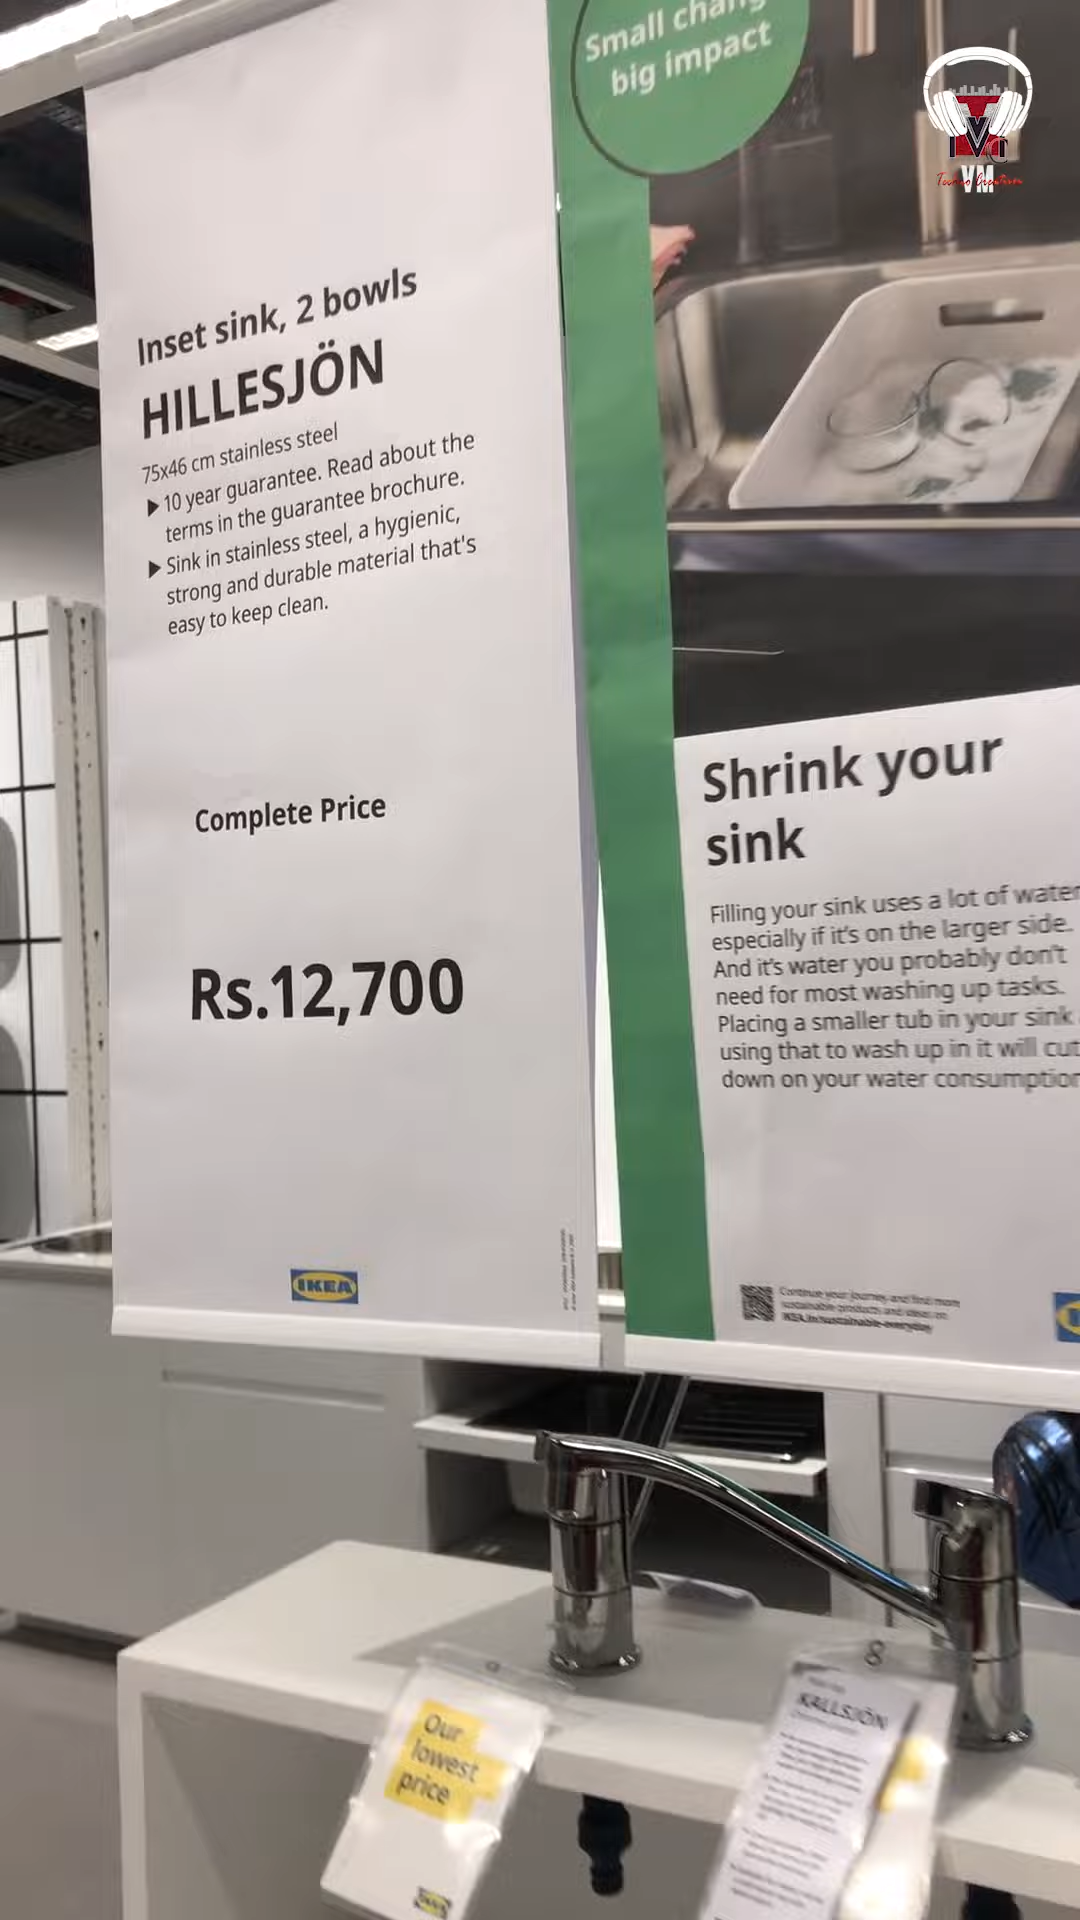 Inset sink, 2 bowls
HILLESJÖN
75x46 cm stainless steel
▶ 10 year guarantee. Read about the
terms in the guarantee brochure.
▶ Sink in stainless steel, a hygienic,
strong and durable material that's
easy to keep clean.
Complete Price
Rs.12,700
IKEA
Small
big impact
Shrink your
sink
Filling your sink uses a lot of water
especially if it's on the larger side.
And it's water you probably don't
need for most washing up tasks.
Placing a smaller tub in your sink
using that to wash up in it will cut
down on your water consumption
Continue your journey and find more
sustainable products and ideas on
IKEA.in/sustainable-everyday
VM
Our
lowest
price
IKEA
8
KALLSJÖN